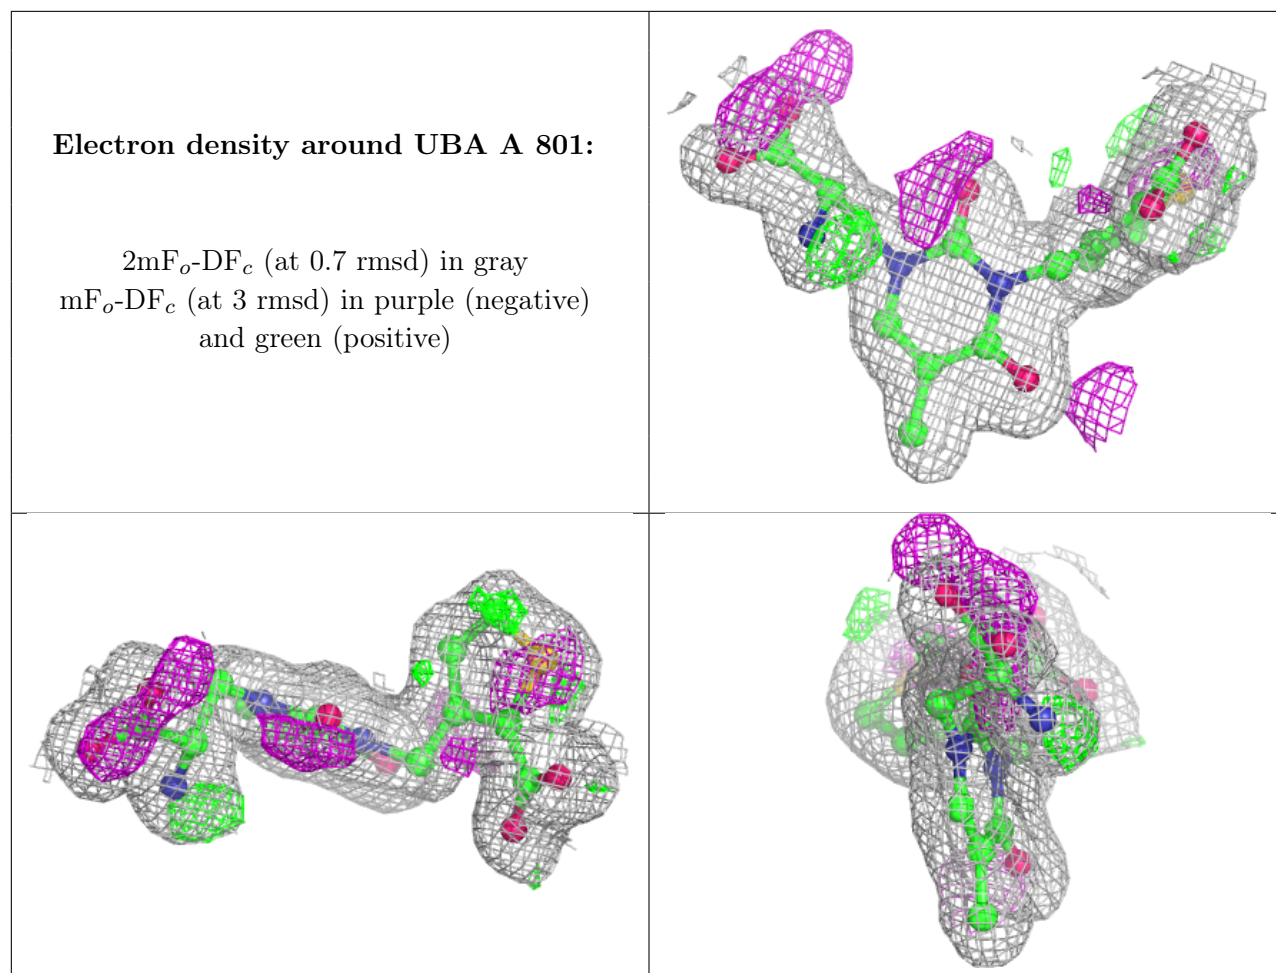 Electron density around UBA A 801:
2mFo-DFc (at 0.7 rmsd) in gray
mFo-DFc (at 3 rmsd) in purple (negative)
and green (positive)